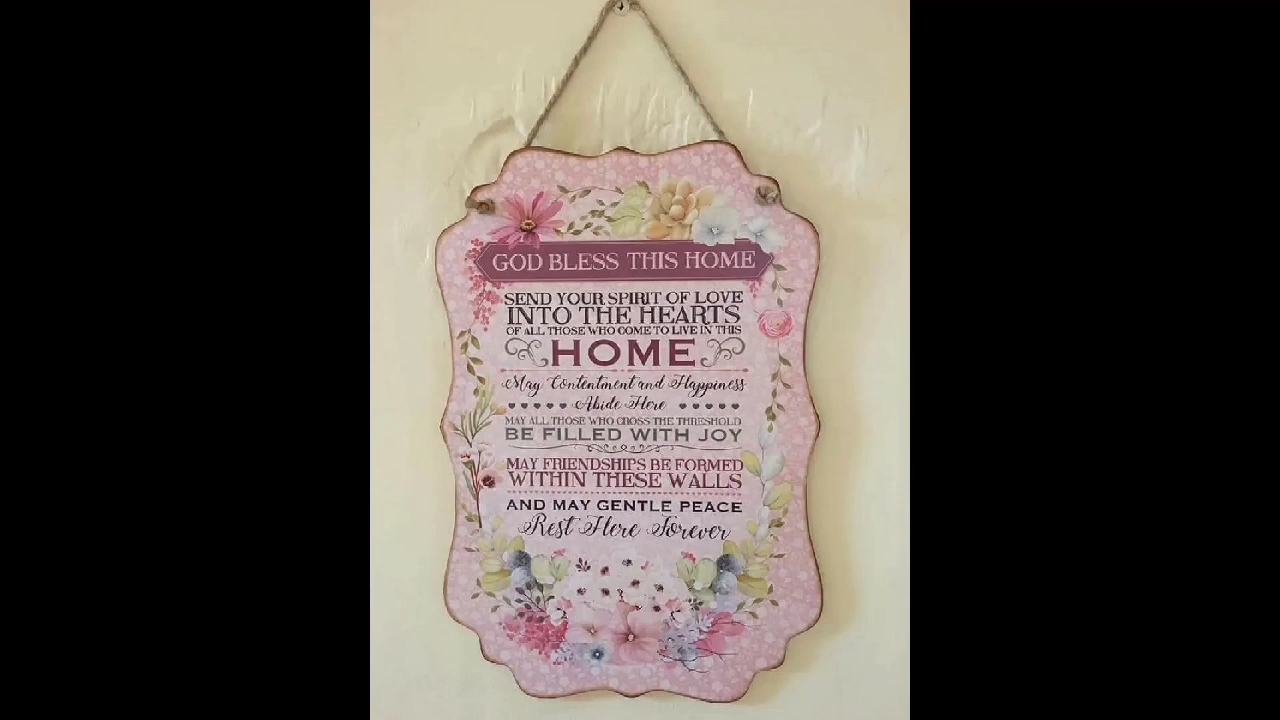 GOD BLESS THIS HOME
SEND YOUR SPIRIT OF LOVE
INTO THE HEARTS
OF ALL THOSE WHO COME TO LIVE IN THIS
HOME
May Contentment and Happiness
Abide Here
MAY ALL THOSE WHO CROSS THE THRESHOLD
BE FILLED WITH JOY
MAY FRIENDSHIPS BE FORMED
WITHIN THESE WALLS
AND MAY GENTLE PEACE
Rest Here Forever